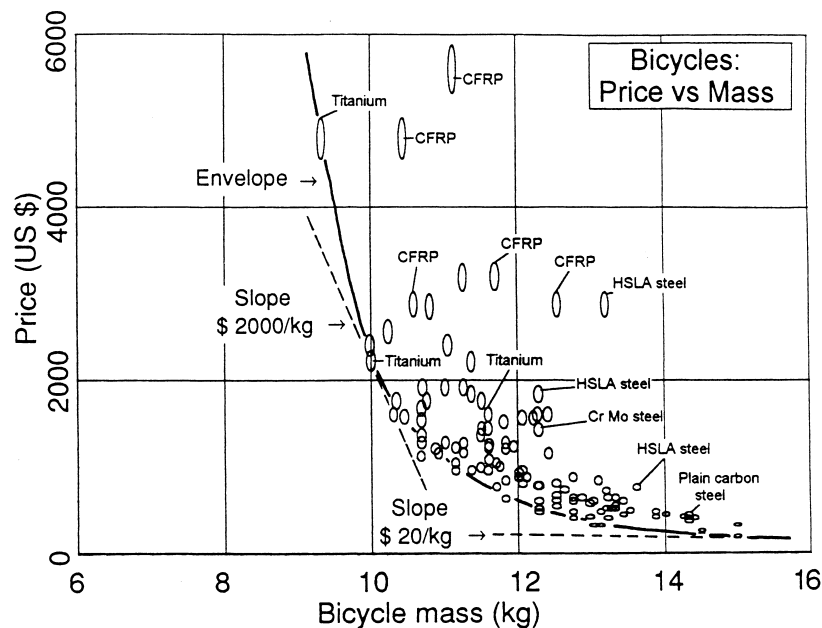 Bicycles:
Price vs Mass
6000
4000
2000
0
Price (US $)
CFRP
Titanium
CFRP
Envelope →
CFRP
CFRP
CFRP
HSLA steel
Slope
$ 2000/kg →
Titanium
Titanium
HSLA steel
Cr Mo steel
HSLA steel
Plain carbon
steel
Slope
$ 20/kg →
6
8
10
12
14
16
Bicycle mass (kg)